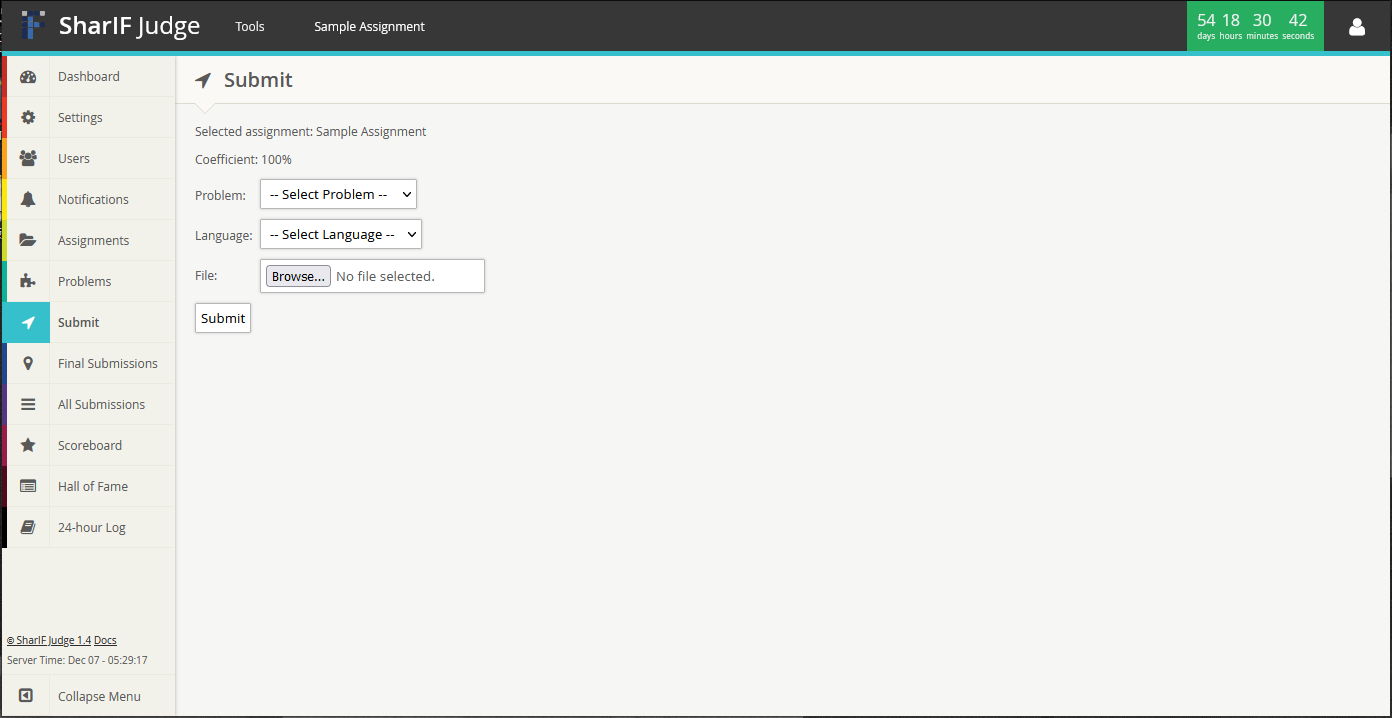 SharIF Judge Tools Sample Assignment 54 18 30 42
days hours minutes seconds
Dashboard
Settings
Users
Notifications
Assignments
Problems
Submit
Final Submissions
All Submissions
Scoreboard
Hall of Fame
24-hour Log
© SharIF Judge 1.4 Docs
Server Time: Dec 07 - 05:29:17
Collapse Menu
Submit
Selected assignment: Sample Assignment
Coefficient: 100%
Problem: -- Select Problem --
Language: -- Select Language --
File: Browse... No file selected.
Submit